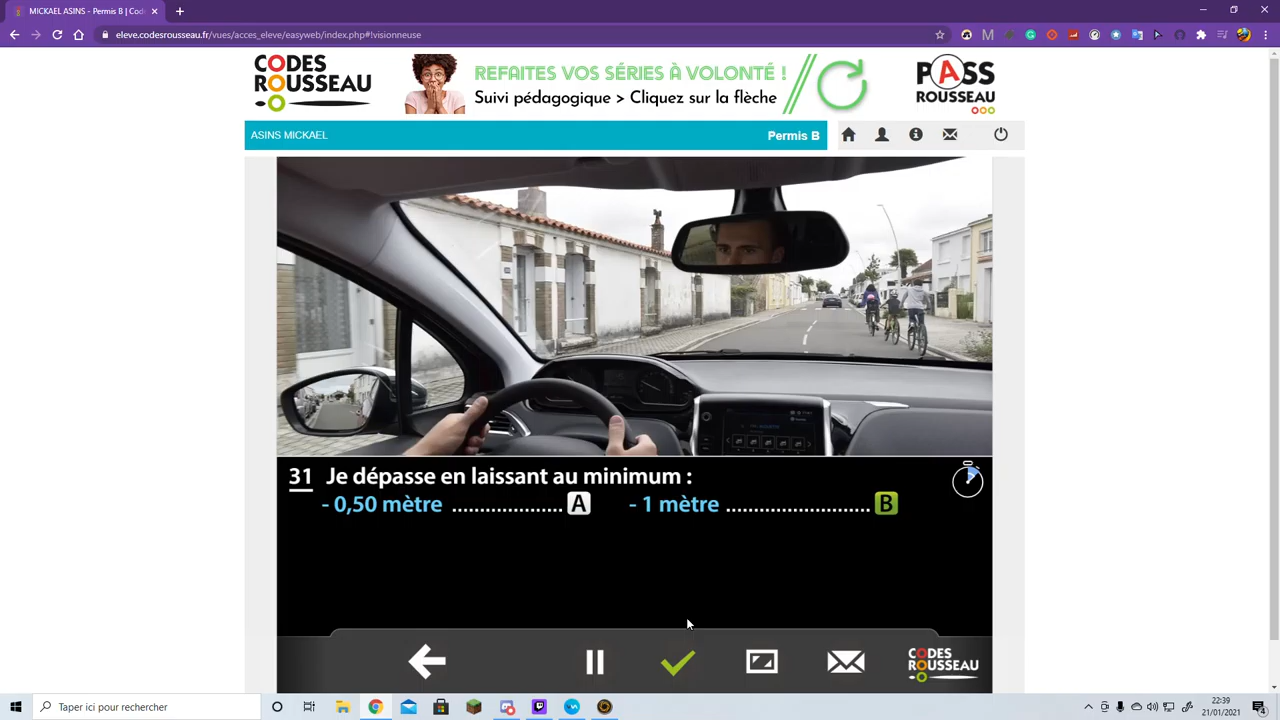 MICKAEL ASINS - Permis B | Cod
eleve.codesrousseau.fr/vues/acces_eleve/easyweb/index.php#!visionneuse
CODES
ROUSSEAU
REFAITES VOS SÉRIES À VOLONTÉ !
Suivi pédagogique > Cliquez sur la flèche
PASS
ROUSSEAU
ASINS MICKAEL
Permis B
31 Je dépasse en laissant au minimum :
- 0,50 mètre .................... A - 1 mètre .......................... B
CODES
ROUSSEAU
Taper ici pour rechercher
22:39
21/01/2021